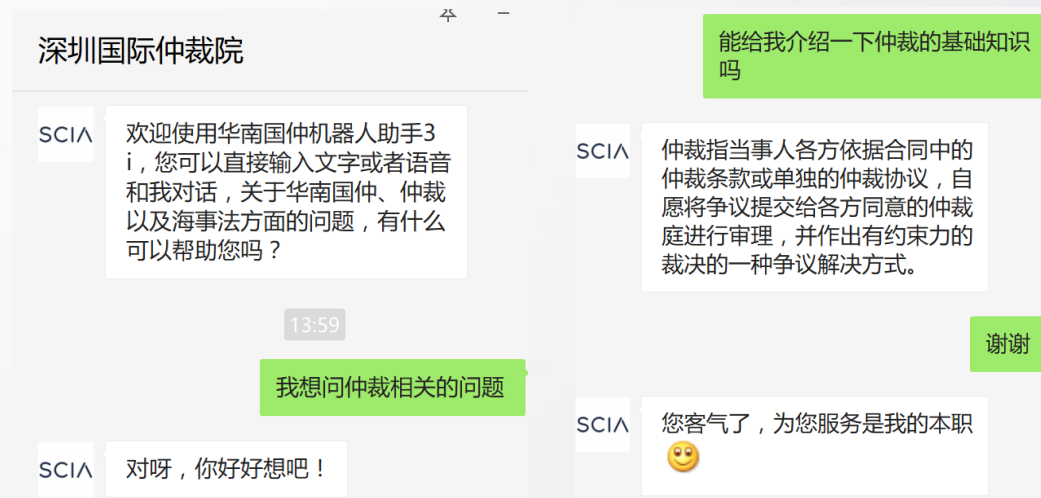 深圳国际仲裁院
SCIA
欢迎使用华南国仲机器人助手3
i，您可以直接输入文字或者语音
和我对话，关于华南国仲、仲裁
以及海事法方面的问题，有什么
可以帮助您吗？
13:59
我想问仲裁相关的问题
SCIA
对呀，你好好想吧！
能给我介绍一下仲裁的基础知识
吗
SCIA
仲裁指当事人各方依据合同中的
仲裁条款或单独的仲裁协议，自
愿将争议提交给各方同意的仲裁
庭进行审理，并作出有约束力的
裁决的一种争议解决方式。
谢谢
SCIA
您客气了，为您服务是我的本职